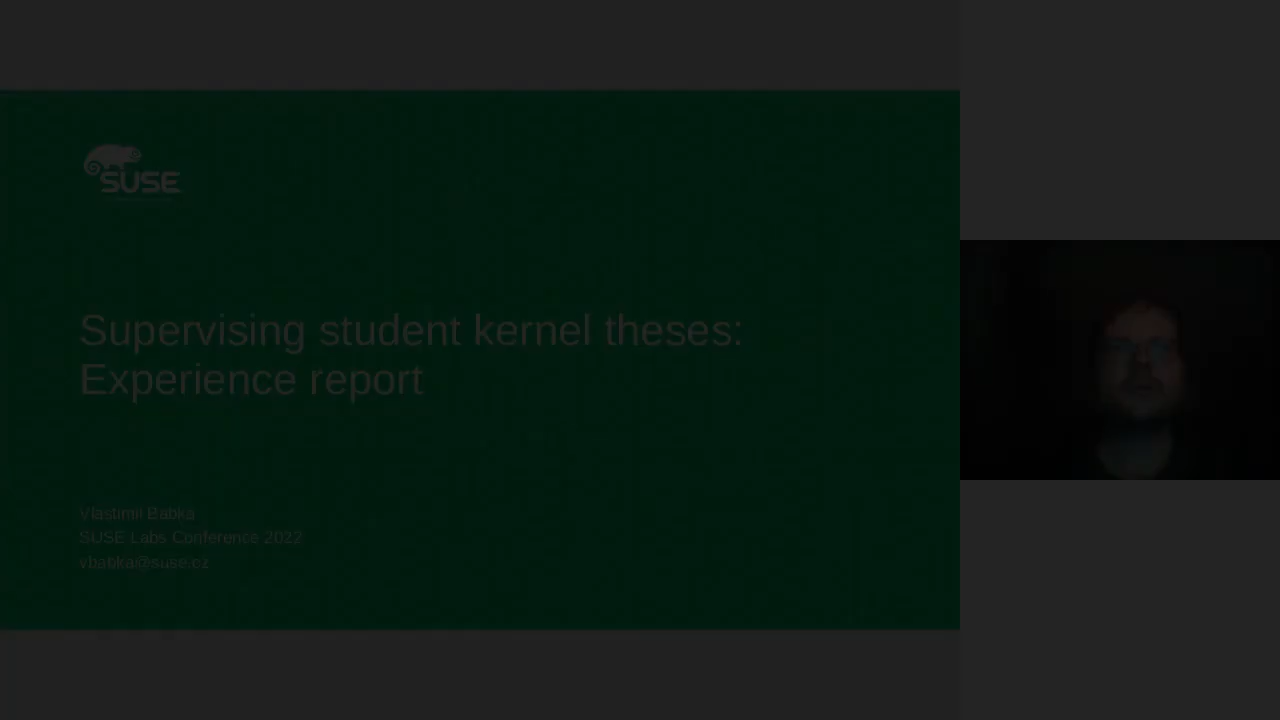 SUSE
Supervising student kernel theses:
Experience report
Vlastimil Babka
SUSE Labs Conference 2022
vbabka@suse.cz